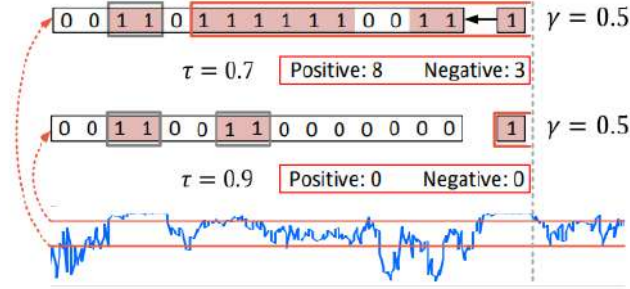 0 0 1 1 0 1 1 1 1 1 1 0 0 1 1 1 γ = 0.5
τ = 0.7 Positive: 8 Negative: 3
0 0 1 1 0 0 1 1 0 0 0 0 0 0 0 1 γ = 0.5
τ = 0.9 Positive: 0 Negative: 0